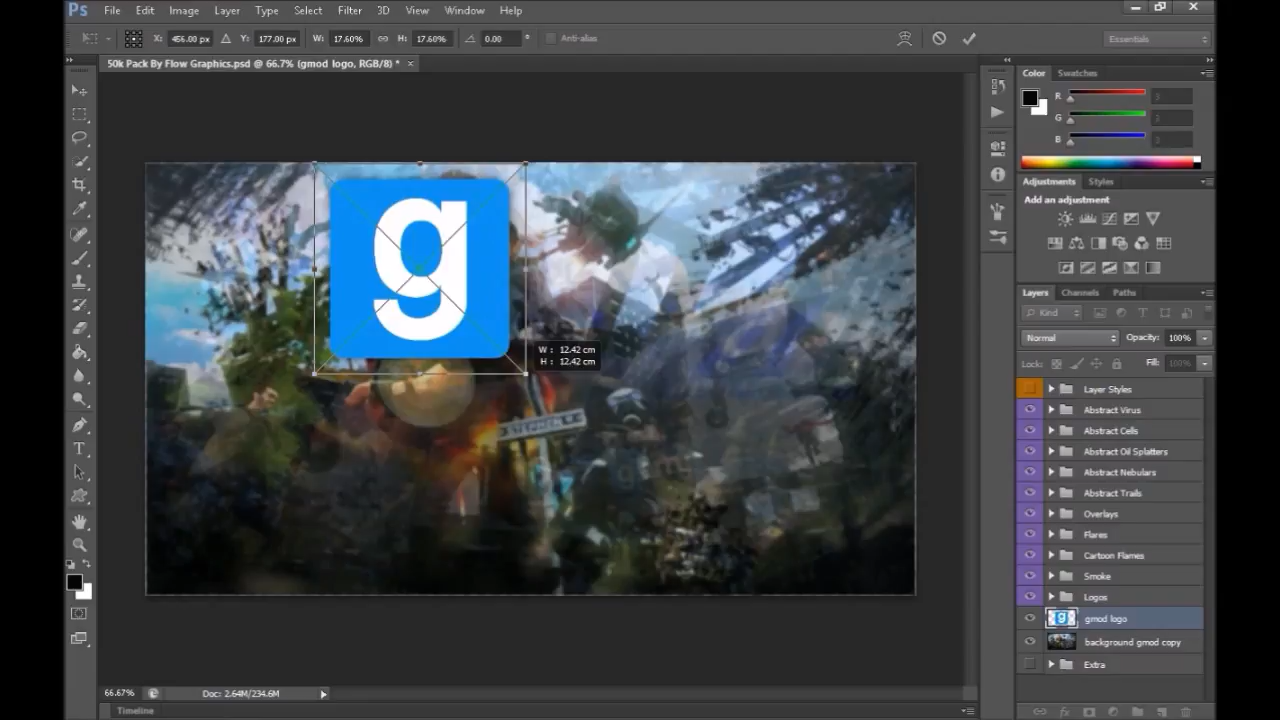 Ps File Edit Image Layer Type Select Filter 3D View Window Help
X: 456.00 px Y: 177.00 px W: 17.60% H: 17.60% 0.00 ° Anti-alias Essentials
50k Pack By Flow Graphics.psd @ 66.7% (gmod logo, RGB/8) * ×
Color Swatches
R
G
B
Adjustments Styles
Add an adjustment
g
W : 12.42 cm
H : 12.42 cm
STEPHEN
Layers Channels Paths
Kind
Normal Opacity: 100%
Lock: Fill: 100%
Layer Styles
Abstract Virus
Abstract Cells
Abstract Oil Splatters
Abstract Nebulars
Abstract Trails
Overlays
Flares
Cartoon Flames
Smoke
Logos
gmod logo
background gmod copy
Extra
66.67% Doc: 2.64M/234.6M
Timeline